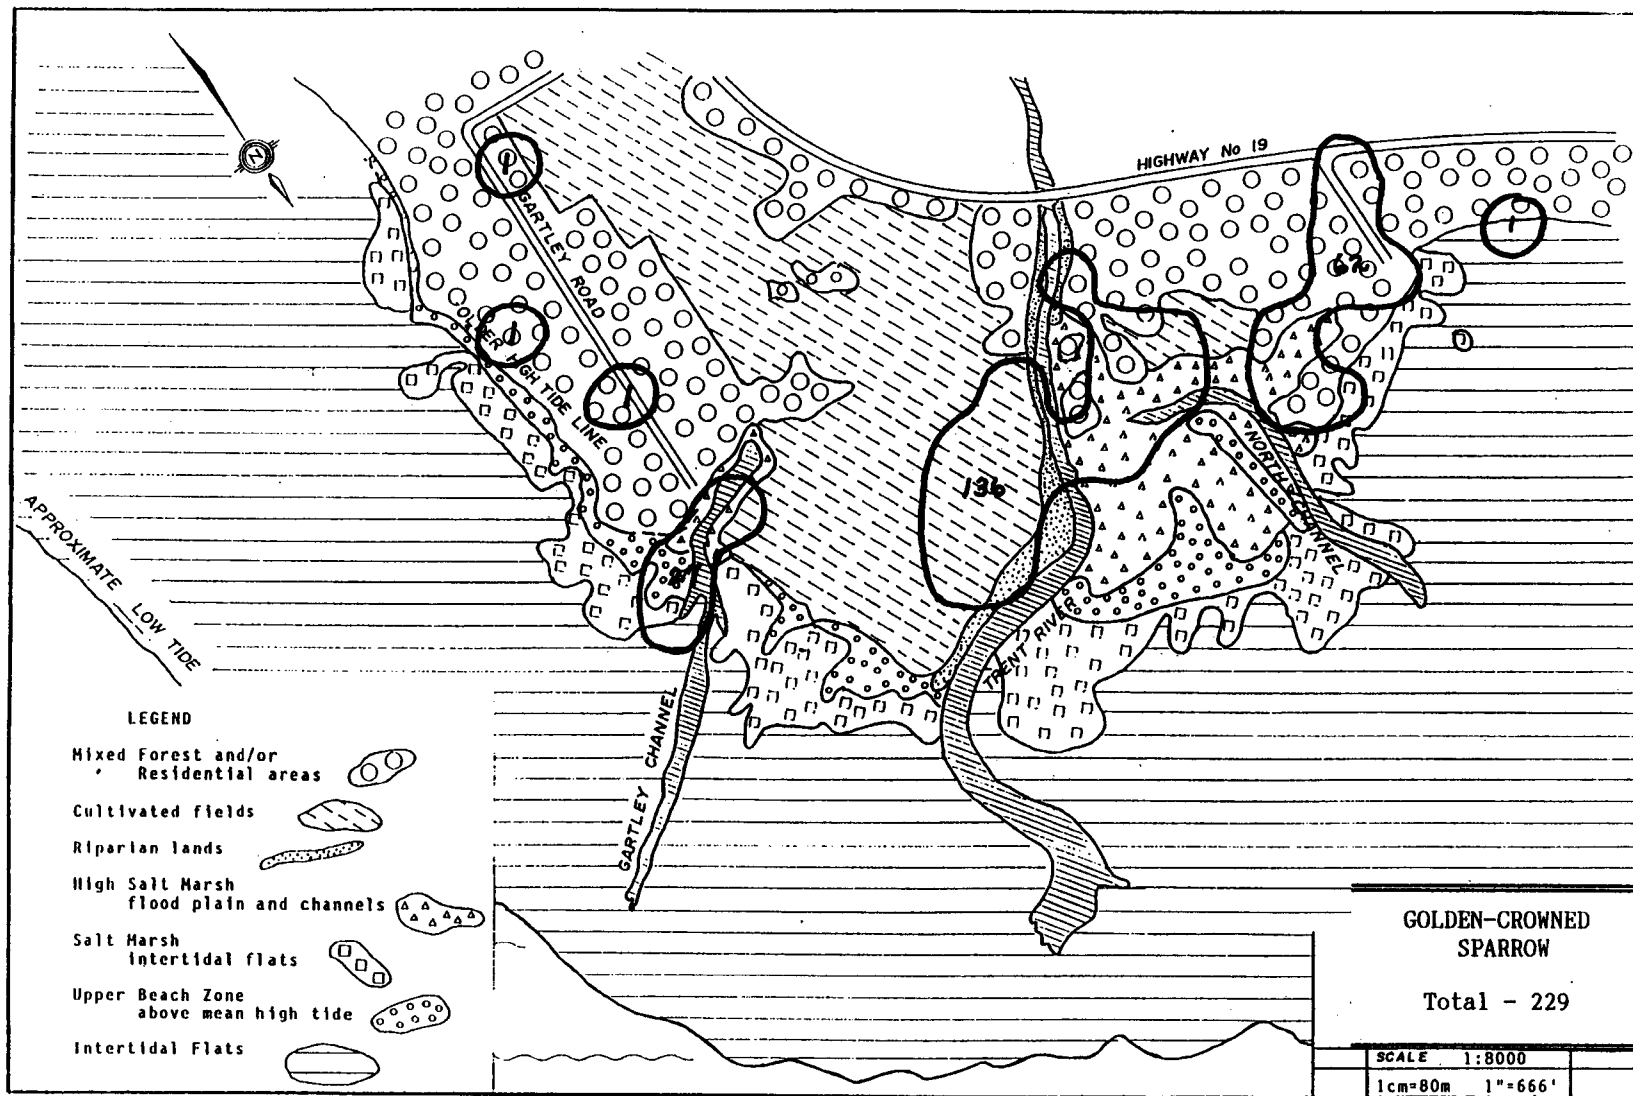 HIGHWAY No 19
1
GARTLEY ROAD
1
62
1
OLDER HIGH TIDE LINE
1
136
NORTH CHANNEL
APPROXIMATE LOW TIDE
TRENT RIVER
GARTLEY CHANNEL
N
LEGEND
Mixed Forest and/or
Residential areas
Cultivated fields
Riparian lands
High Salt Marsh
flood plain and channels
Salt Marsh
intertidal flats
Upper Beach Zone
above mean high tide
Intertidal Flats
GOLDEN-CROWNED
SPARROW
Total - 229
SCALE 1:8000
1cm=80m 1"=666'